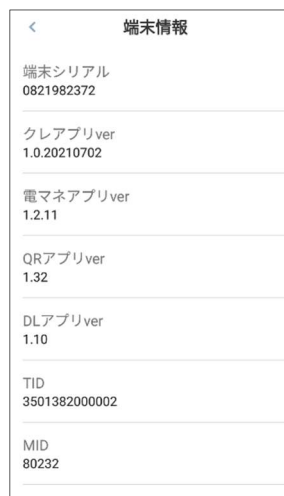 端末情報
端末シリアル
0821982372
クレアプリver
1.0.20210702
電マネアプリver
1.2.11
QRアプリver
1.32
DLアプリver
1.10
TID
3501382000002
MID
80232